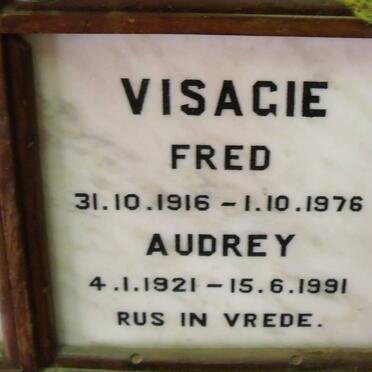 VISAGIE
FRED
31.10.1916 - 1.10.1976
AUDREY
4.1.1921 - 15.6.1991
RUS IN VREDE.